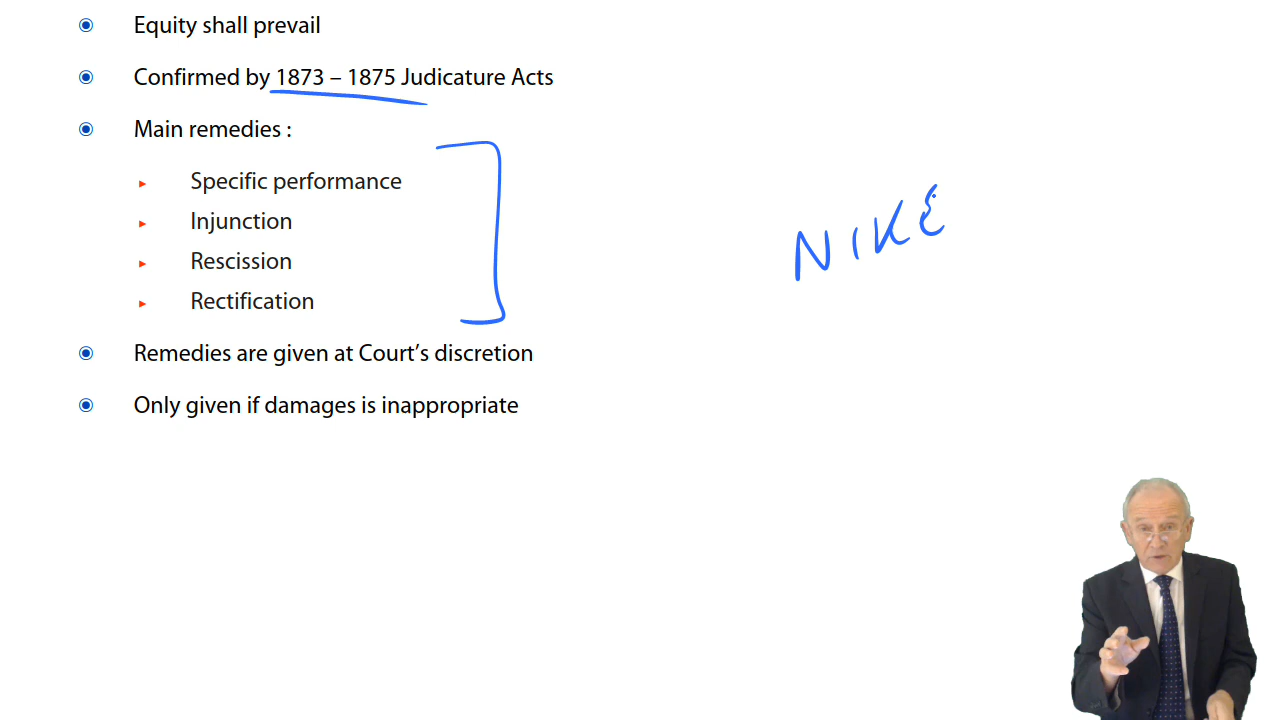 Equity shall prevail
Confirmed by 1873 – 1875 Judicature Acts
Main remedies :
Specific performance
Injunction
NIKE
Rescission
Rectification
Remedies are given at Court’s discretion
Only given if damages is inappropriate